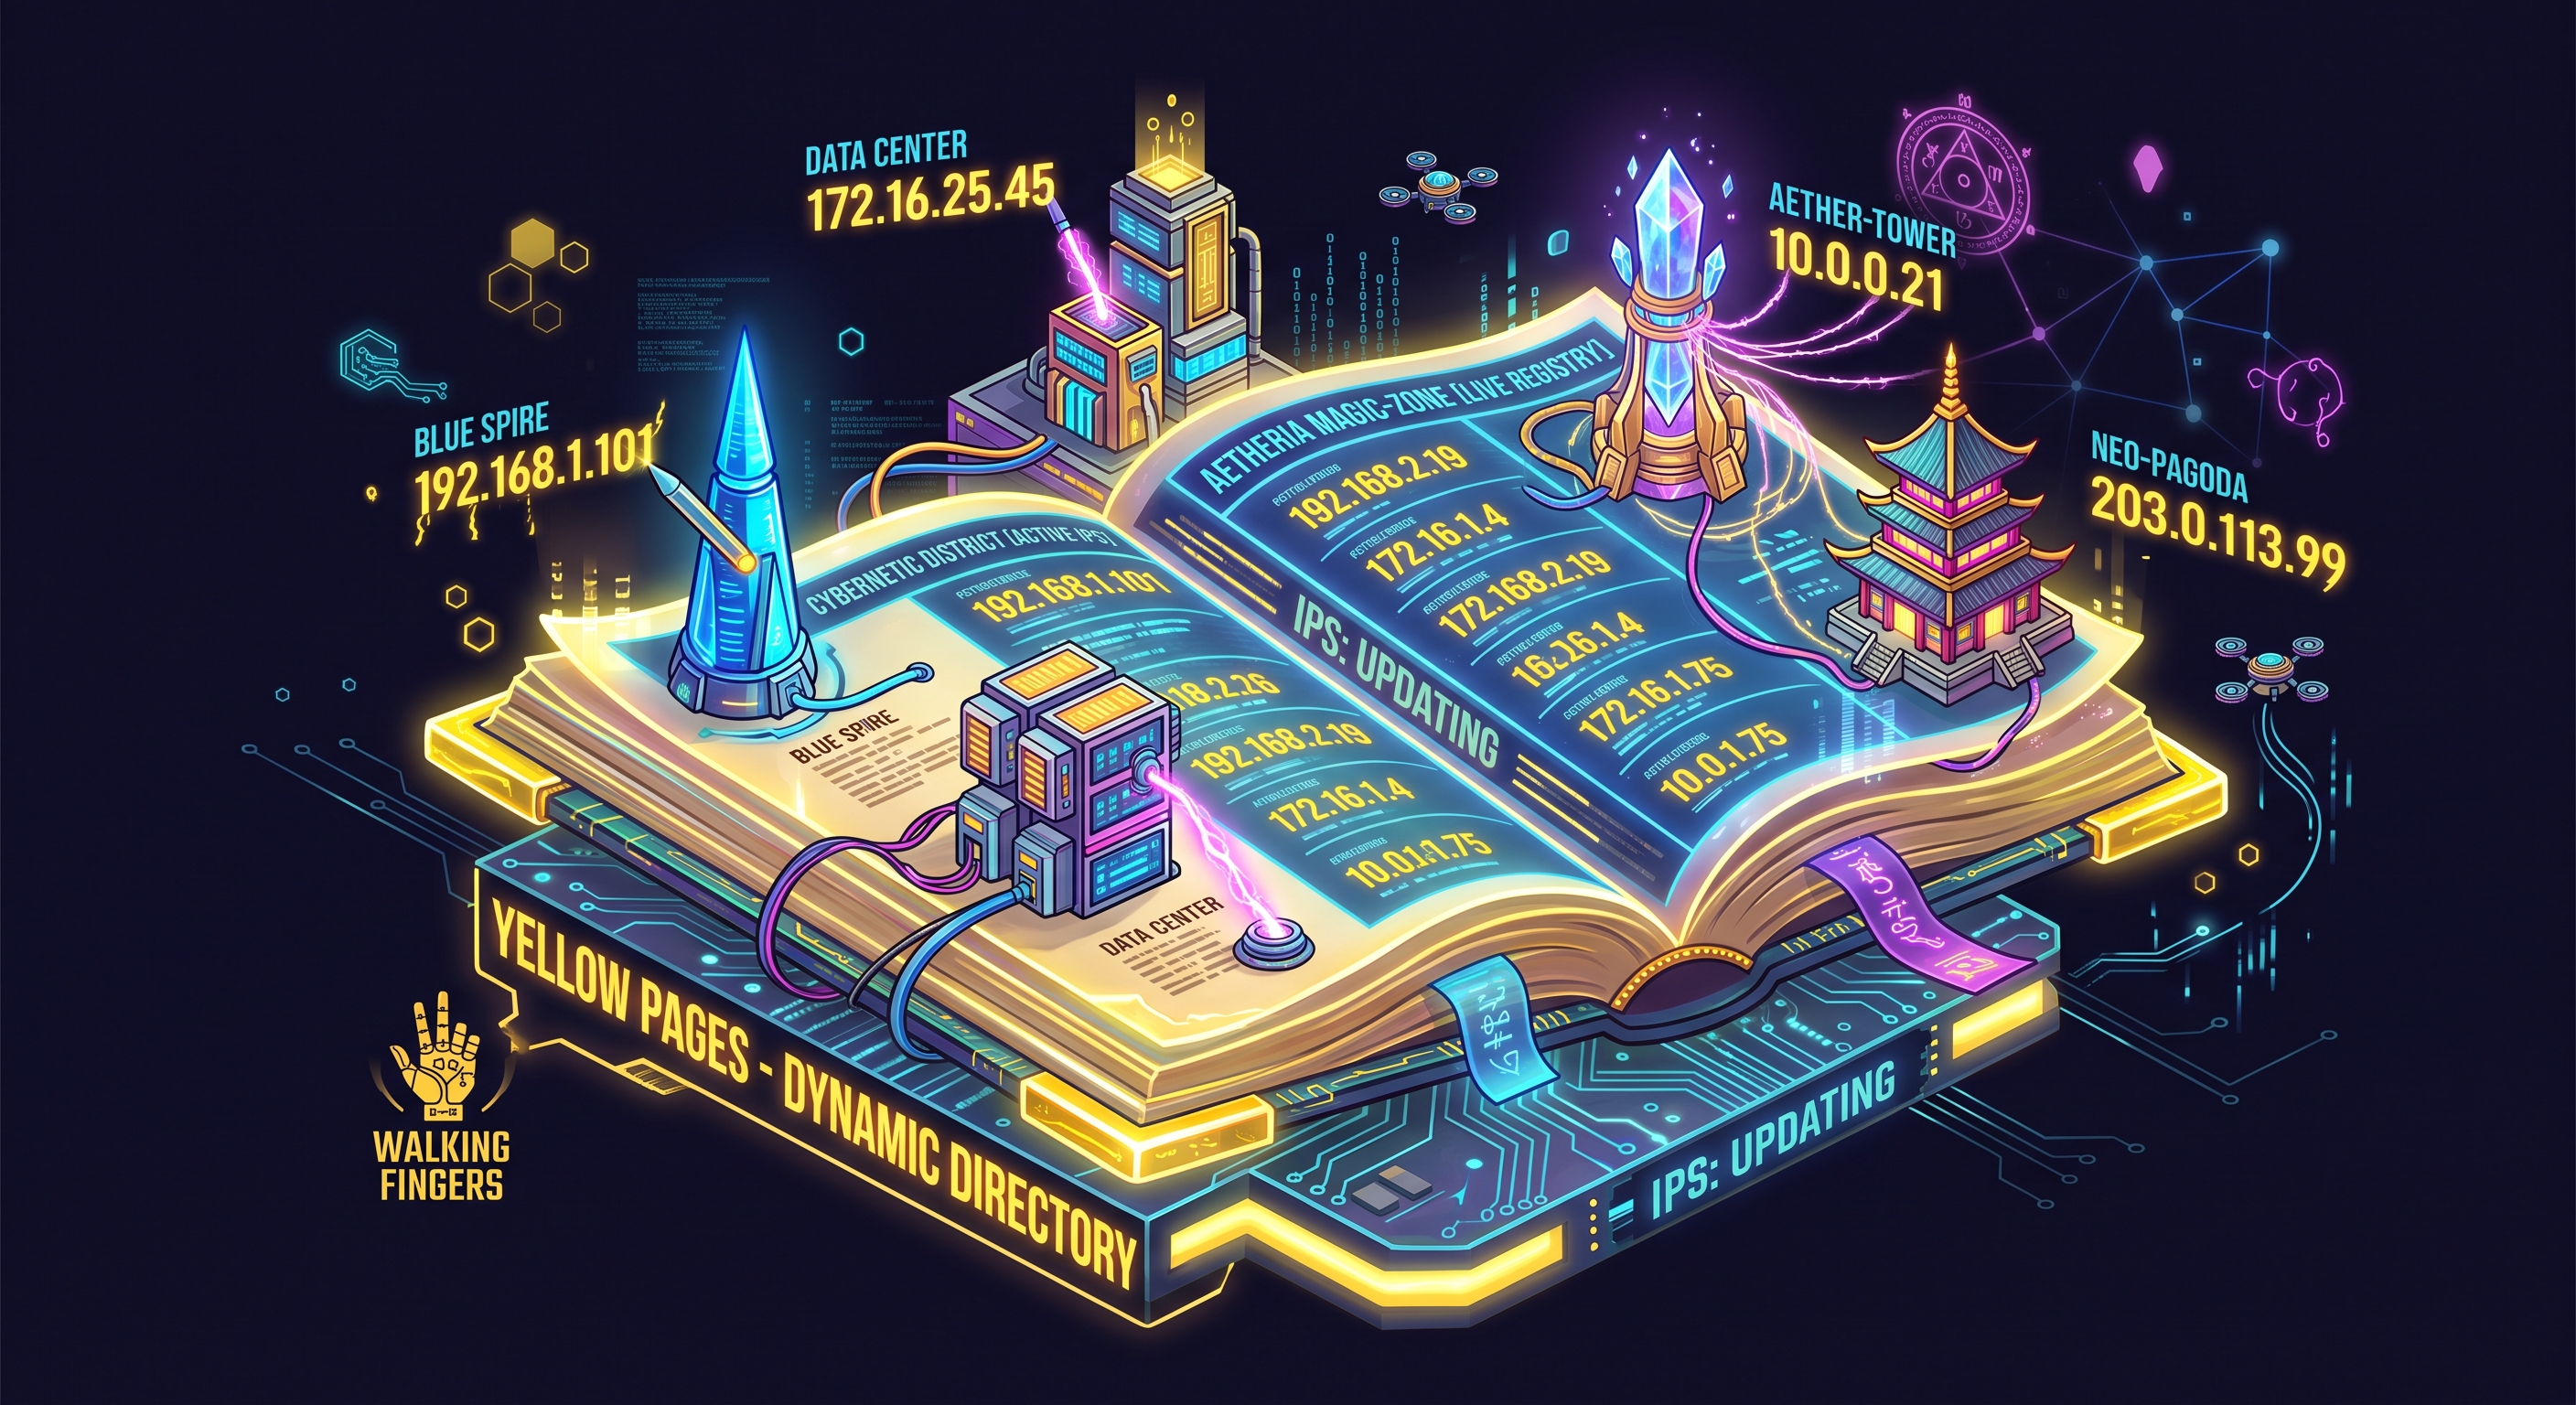 DATA CENTER
172.16.25.45
AETHER-TOWER
10.0.0.21
BLUE SPIRE
192.168.1.101
NEO-PAGODA
203.0.113.99
CYBERNETIC DISTRICT [ACTIVE IPS]
192.168.1.101
18.2.26
192.168.2.19
172.16.1.4
BLUE SPIRE
DATA CENTER
AETHERIA MAGIC-ZONE [LIVE REGISTRY]
192.168.2.19
172.16.1.4
172.168.2.19
16.26.1.4
172.16.1.75
10.0.1.75
IPS: UPDATING
YELLOW PAGES - DYNAMIC DIRECTORY
IPS: UPDATING
WALKING
FINGERS